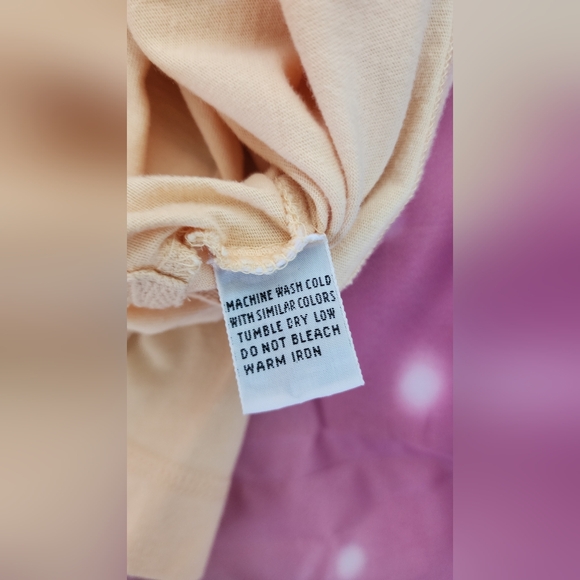 MACHINE WASH COLD
WITH SIMILAR COLORS
TUMBLE DRY LOW
DO NOT BLEACH
WARM IRON